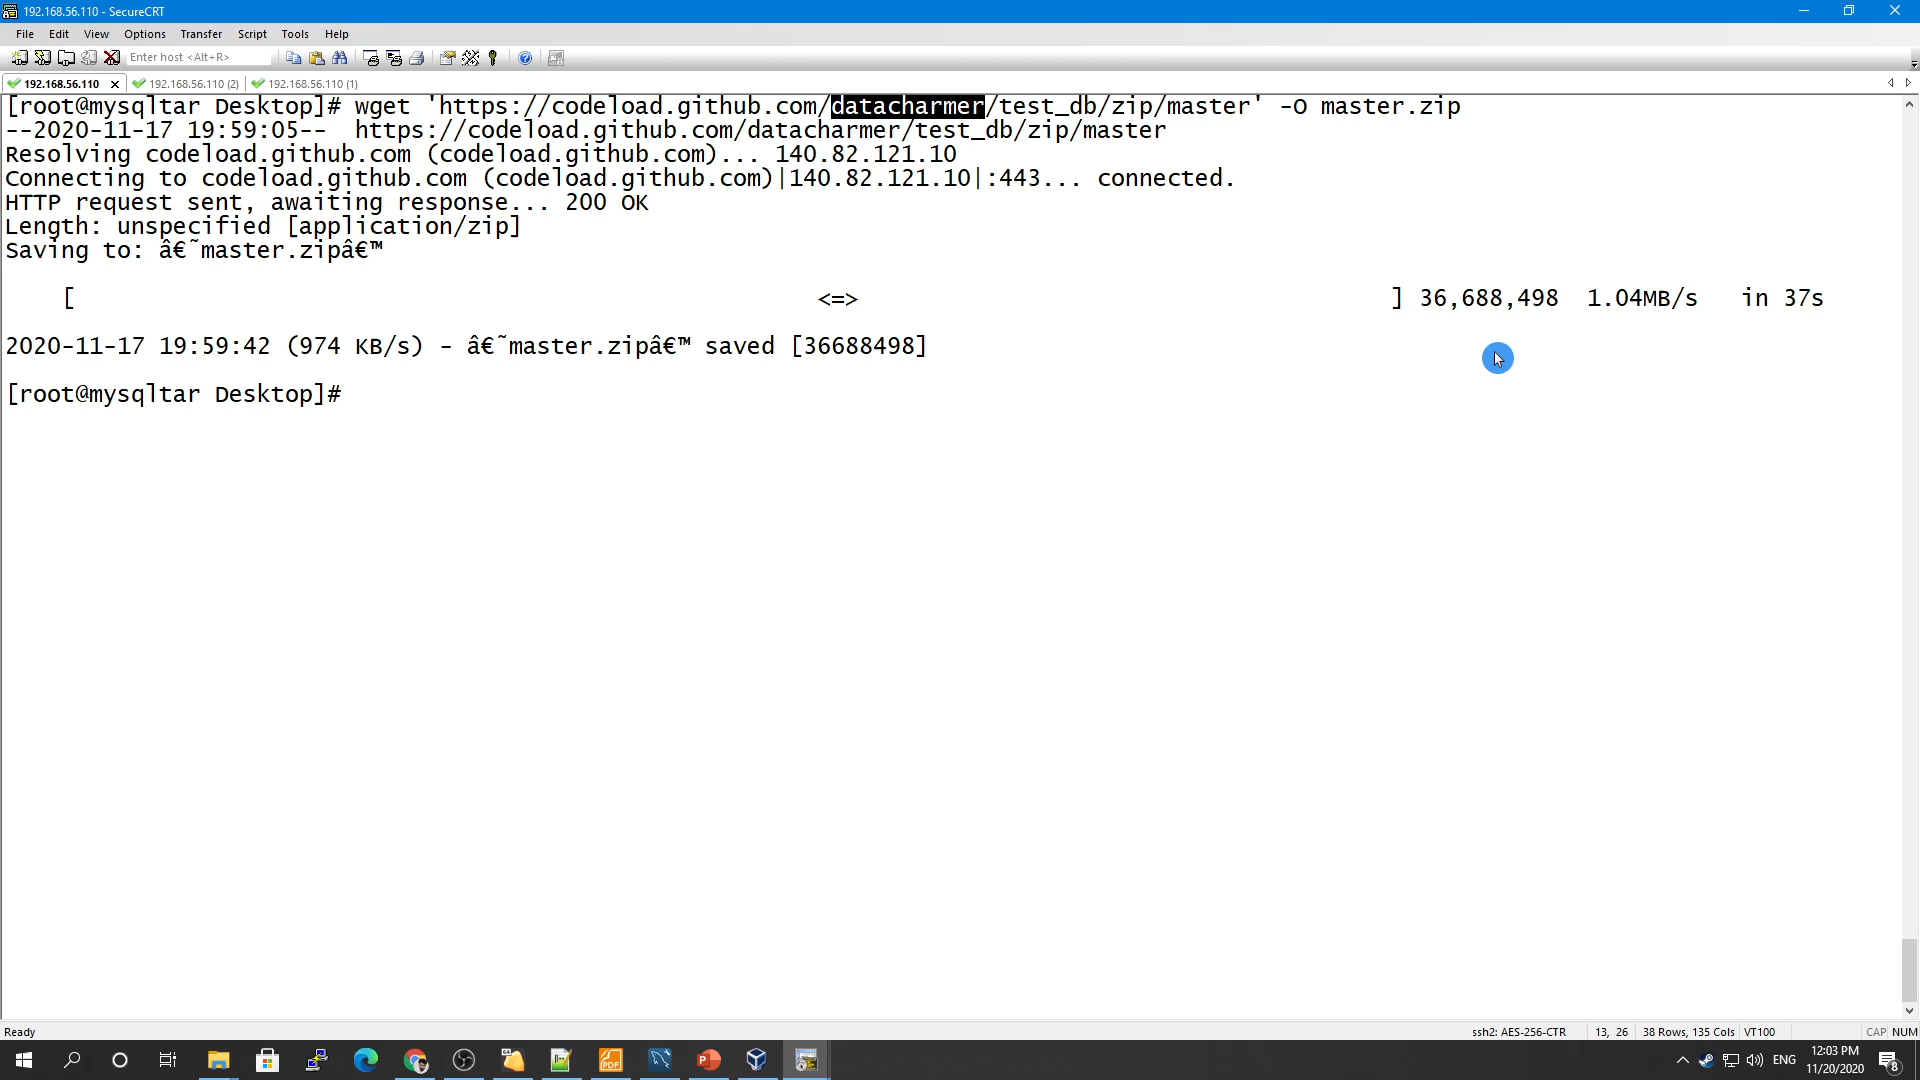 192.168.56.110 - SecureCRT
File Edit View Options Transfer Script Tools Help
Enter host <Alt+R>
192.168.56.110 192.168.56.110 (2) 192.168.56.110 (1)
[root@mysqltar Desktop]# wget 'https://codeload.github.com/datacharmer/test_db/zip/master' -O master.zip
--2020-11-17 19:59:05-- https://codeload.github.com/datacharmer/test_db/zip/master
Resolving codeload.github.com (codeload.github.com)... 140.82.121.10
Connecting to codeload.github.com (codeload.github.com)|140.82.121.10|:443... connected.
HTTP request sent, awaiting response... 200 OK
Length: unspecified [application/zip]
Saving to: â€˜master.zipâ€™
[ <=> ] 36,688,498 1.04MB/s in 37s
2020-11-17 19:59:42 (974 KB/s) - â€˜master.zipâ€™ saved [36688498]
[root@mysqltar Desktop]#
Ready ssh2: AES-256-CTR 13, 26 38 Rows, 135 Cols VT100 CAP NUM
ENG 12:03 PM 8
11/20/2020